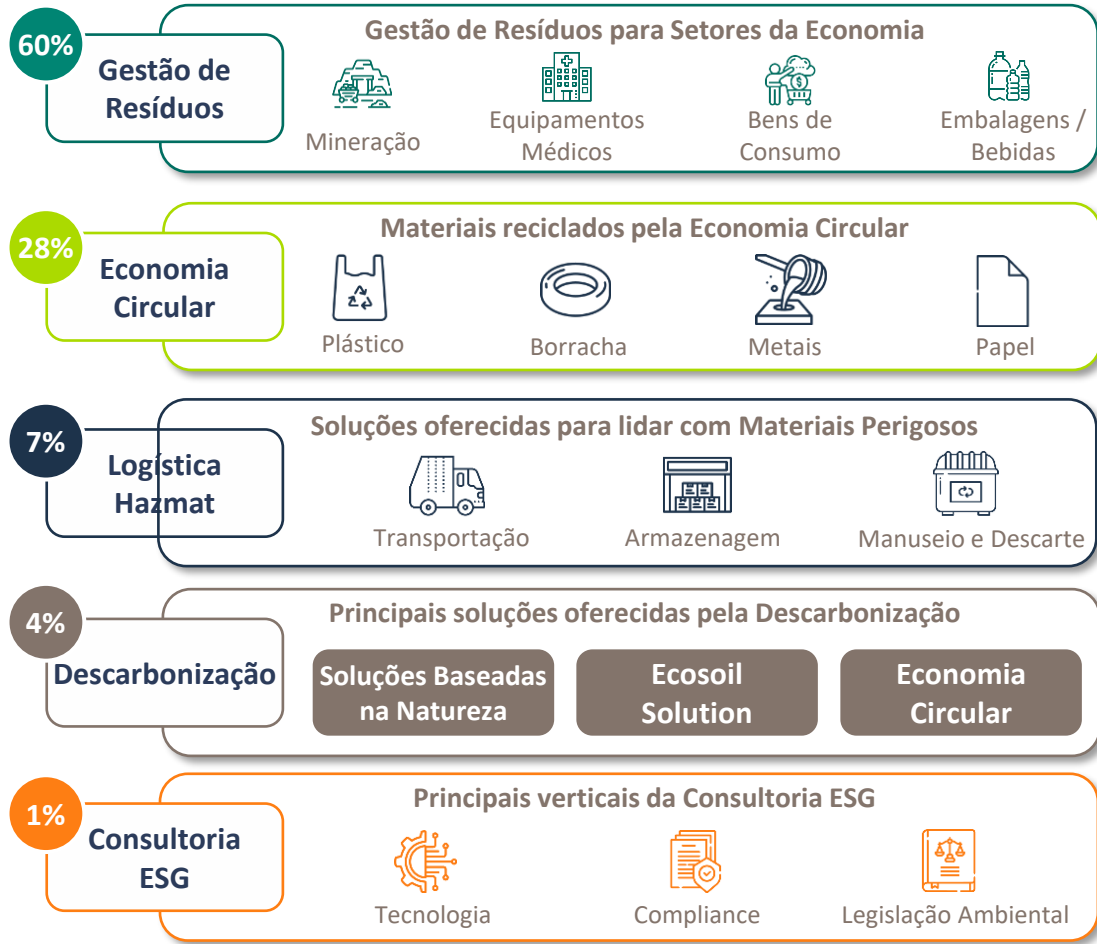 60%
Gestão de
Resíduos
Gestão de Resíduos para Setores da Economia
Mineração
Equipamentos
Médicos
Bens de
Consumo
Embalagens /
Bebidas
28%
Economia
Circular
Materiais reciclados pela Economia Circular
Plástico
Borracha
Metais
Papel
7%
Logística
Hazmat
Soluções oferecidas para lidar com Materiais Perigosos
Transportação
Armazenagem
Manuseio e Descarte
4%
Descarbonização
Principais soluções oferecidas pela Descarbonização
Soluções Baseadas
na Natureza
Ecosoil
Solution
Economia
Circular
1%
Consultoria
ESG
Principais verticais da Consultoria ESG
Tecnologia
Compliance
Legislação Ambiental